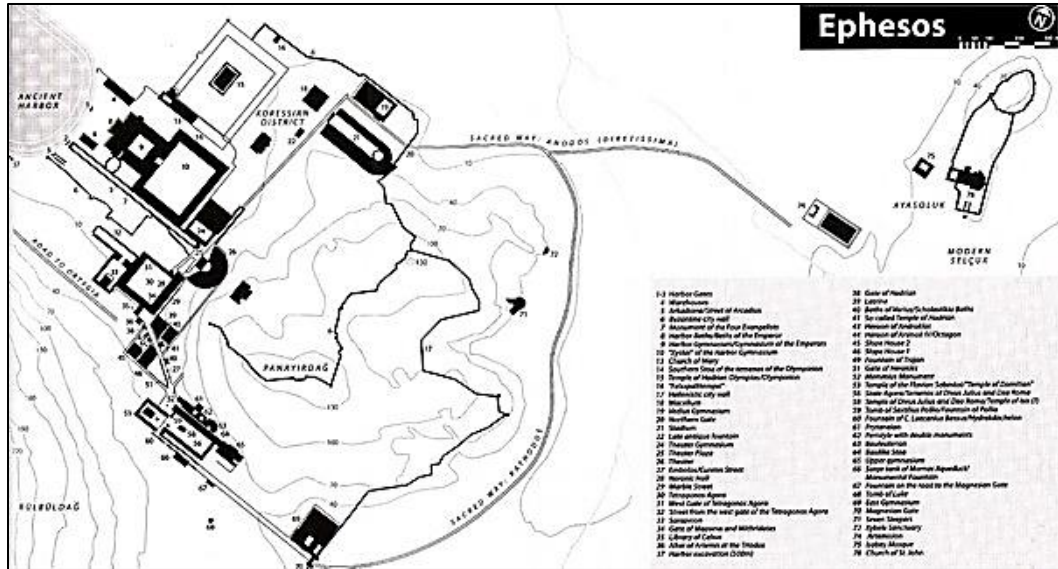 Ephesos
N
ANCIENT
HARBOR
KORESSIAN
DISTRICT
SACRED WAY: ANODOS (DIRETISSIMA)
AYASOLUK
MODERN
SELÇUK
ROAD TO ORTYGIA
PANAYIRDAĞ
SACRED WAY: KATHODOS
BÜLBÜLDAĞ
1-3 Harbor Gates
4 Warehouses
5 Arkadiane/Street of Arcadius
6 Byzantine city wall
7 Monument of the Four Evangelists
8 Harbor Baths/Baths of the Emperor
9 Harbor Gymnasium/Gymnasium of the Emperors
10 "Xystoi" of the Harbor Gymnasium
13 Church of Mary
14 Southern Stoa of the temenos of the Olympieion
15 Temple of Hadrian Olympios/Olympieion
16 "Felsspalttempel"
17 Hellenistic city wall
18 Macellum
19 Vedius Gymnasium
20 Northern Gate
21 Stadium
22 Late antique fountain
24 Theater Gymnasium
25 Theater Plaza
26 Theater
27 Embolos/Curetes Street
28 Neronic Hall
29 Marble Street
30 Tetragonos Agora
31 West Gate of Tetragonos Agora
32 Street from the west gate of the Tetragonos Agora
33 Serapeion
34 Gate of Mazaeus and Mithridates
35 Library of Celsus
36 Altar of Artemis at the Triodos
37 Harbor excavation
38 Gate of Hadrian
39 Latrine
40 Baths of Varius/Scholastikia Baths
41 So called Temple of Hadrian
43 Heroon of Androklos
44 Heroon of Arsinoë IV/Octagon
45 Slope House 2
46 Slope House 1
49 Fountain of Trajan
51 Gate of Herakles
52 Memmius Monument
53 Temple of the Flavian Sebastoi/"Temple of Domitian"
56 State Agora/Temenos of Divus Julius and Dea Roma
58 Temple of Divus Julius and Dea Roma/Temple of Isis (?)
59 Tomb of Sextilius Pollio/Fountain of Pollio
60 Fountain of C. Laecanius Bassus/Hydrekdocheion
61 Prytaneion
62 Peristyle with double monuments
63 Bouleuterion
64 Basilike Stoa
65 Upper gymnasium
66 Surge tank of Marnas Aqueduct/
Monumental Fountain
67 Fountain on the road to the Magnesian Gate
68 Tomb of Luke
69 East Gymnasium
70 Magnesian Gate
71 Seven Sleepers
72 Kybele Sanctuary
74 Artemision
75 Isabey Mosque
76 Church of St. John